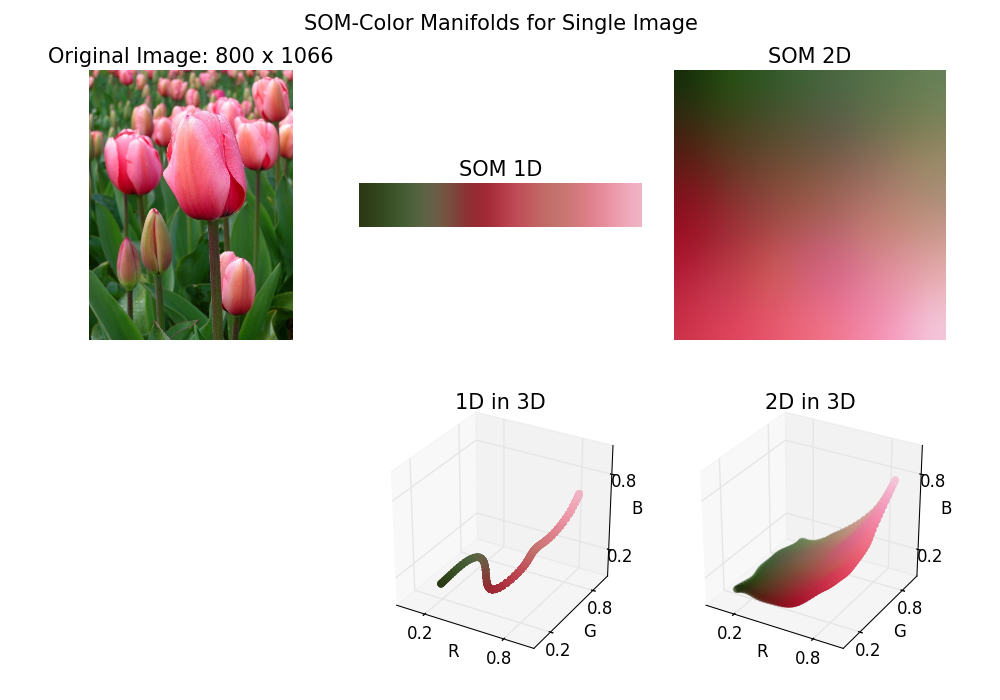 SOM-Color Manifolds for Single Image
Original Image: 800 x 1066
SOM 1D
SOM 2D
1D in 3D
0.8
B
0.2
0.8
G
0.2
0.2
R
0.8
2D in 3D
0.8
B
0.2
0.8
G
0.2
0.2
R
0.8